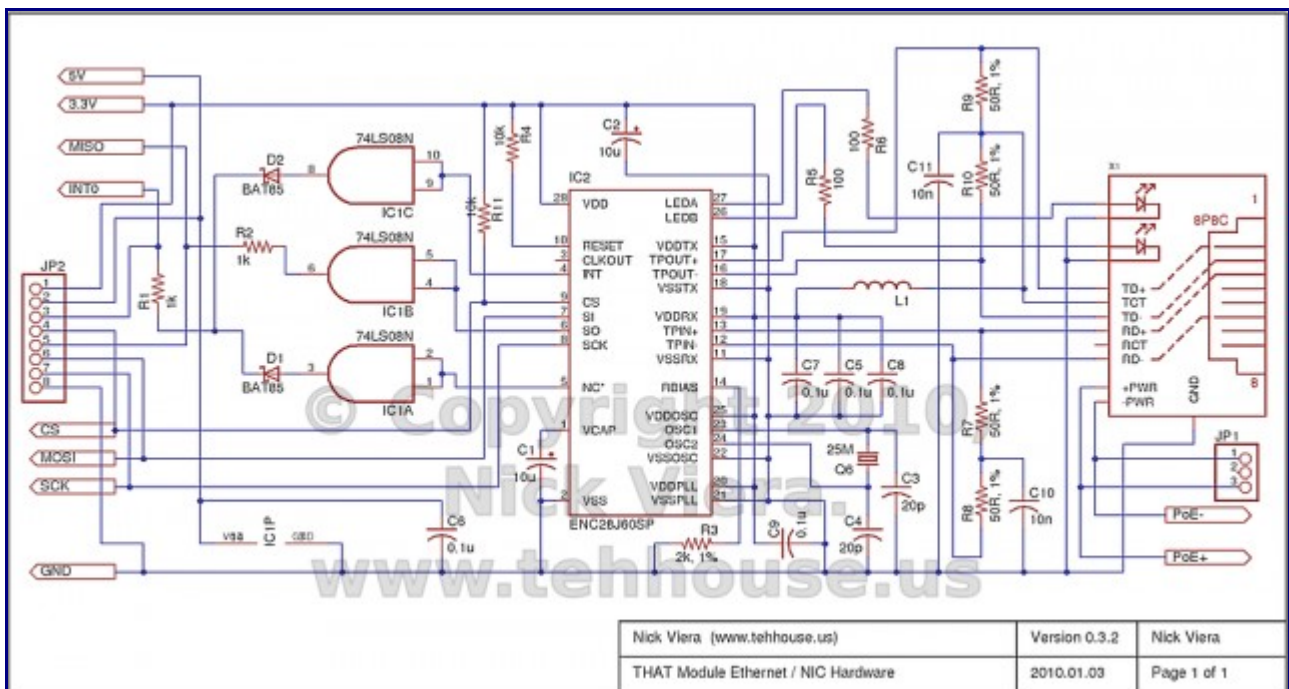 5V
3.3V
MISO
INT0
JP2
1
2
3
4
5
6
7
8
CS
MOSI
SCK
GND
R1
1k
R2
1k
D2
BAT85
D1
BAT85
74LS08N
8
10
9
IC1C
74LS08N
6
5
4
IC1B
74LS08N
3
2
1
IC1A
10k
R11
10k
R4
C2
10u
C1
10u
C6
0.1u
IC1P
GND
IC2
28 VDD
10 RESET
3 CLKOUT
4 INT
9 CS
7 SI
6 SO
8 SCK
5 NC*
1 VCAP
2 VSS
LEDA 27
LEDB 26
VDDTX 15
TPOUT+ 17
TPOUT- 16
VSSTX 18
VDDRX 19
TPIN+ 13
TPIN- 12
VSSRX 11
RBIAS 14
VDDOSC 25
OSC1 23
OSC2 24
VSSOSC 22
VDDPLL 20
VSSPLL 21
ENC28J60SP
R3
2k, 1%
C9
0.1u
C4
20p
C3
20p
25M
Q6
C7
0.1u
C5
0.1u
C8
0.1u
L1
R5
100
100
R6
C11
10n
R9
50R, 1%
R10
50R, 1%
R7
50R, 1%
R8
50R, 1%
C10
10n
X1
8P8C
1
8
TD+
TCT
TD-
RD+
RCT
RD-
+PWR
-PWR
GND
JP1
1
2
3
PoE-
PoE+
© Copyright 2010,
Nick Viera.
www.tehhouse.us
Nick Viera (www.tehhouse.us)
Version 0.3.2
Nick Viera
THAT Module Ethernet / NIC Hardware
2010.01.03
Page 1 of 1